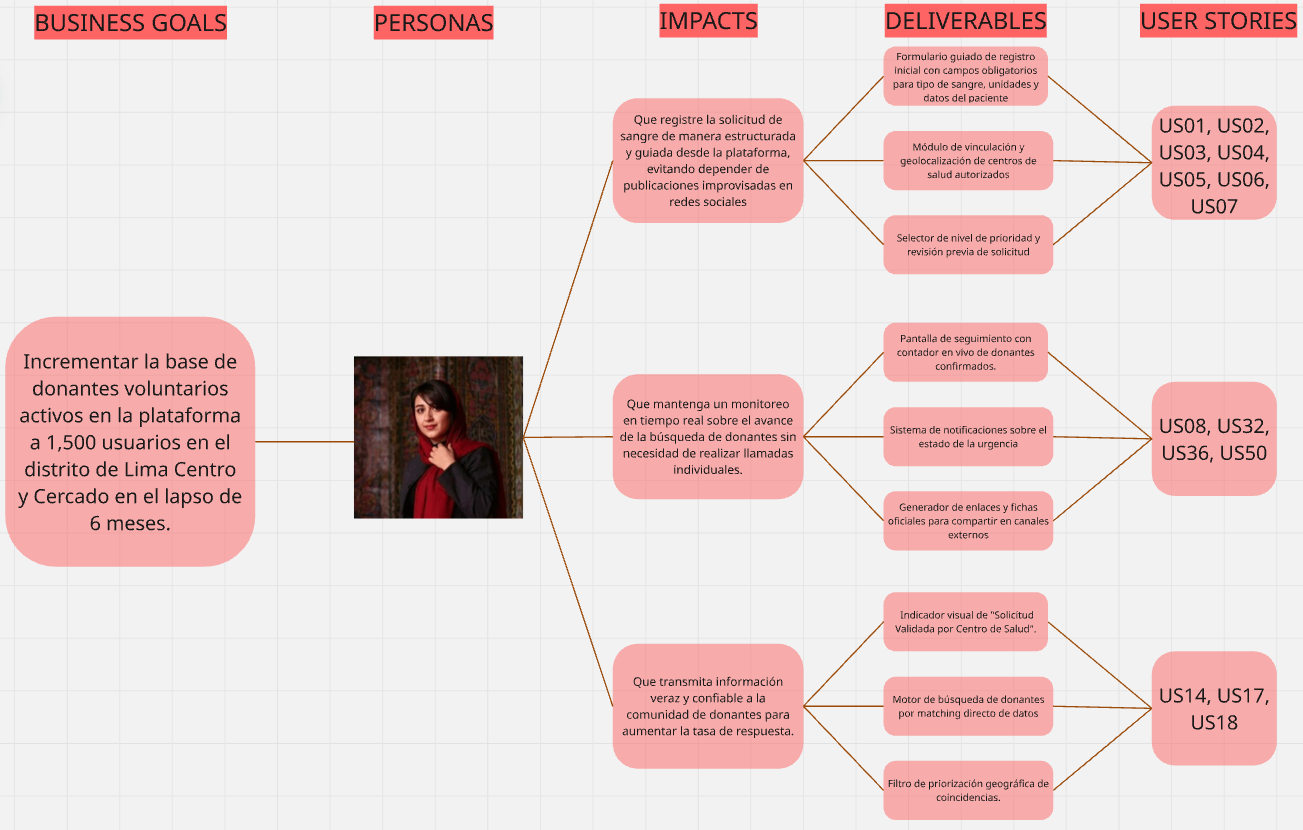 BUSINESS GOALS
PERSONAS
IMPACTS
DELIVERABLES
USER STORIES
Incrementar la base de
donantes voluntarios
activos en la plataforma
a 1,500 usuarios en el
distrito de Lima Centro
y Cercado en el lapso de
6 meses.
Que registre la solicitud de
sangre de manera estructurada
y guiada desde la plataforma,
evitando depender de
publicaciones improvisadas en
redes sociales
Formulario guiado de registro
inicial con campos obligatorios
para tipo de sangre, unidades y
datos del paciente
Módulo de vinculación y
geolocalización de centros de
salud autorizados
Selector de nivel de prioridad y
revisión previa de solicitud
US01, US02,
US03, US04,
US05, US06,
US07
Que mantenga un monitoreo
en tiempo real sobre el avance
de la búsqueda de donantes sin
necesidad de realizar llamadas
individuales.
Pantalla de seguimiento con
contador en vivo de donantes
confirmados.
Sistema de notificaciones sobre el
estado de la urgencia
Generador de enlaces y fichas
oficiales para compartir en canales
externos
US08, US32,
US36, US50
Que transmita información
veraz y confiable a la
comunidad de donantes para
aumentar la tasa de respuesta.
Indicador visual de "Solicitud
Validada por Centro de Salud".
Motor de búsqueda de donantes
por matching directo de datos
Filtro de priorización geográfica de
coincidencias.
US14, US17,
US18